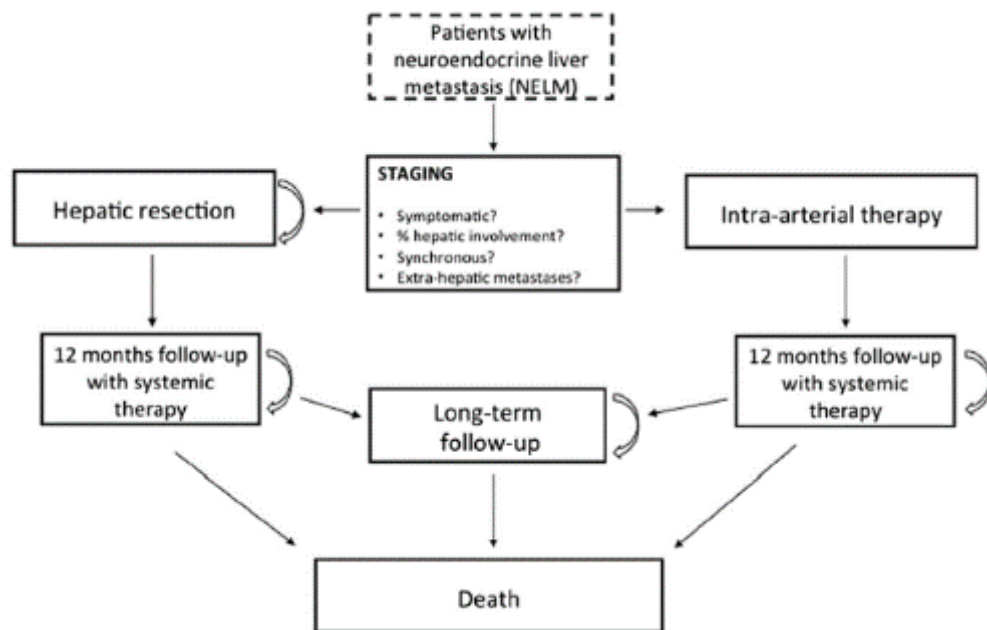 Patients with
neuroendocrine liver
metastasis (NELM)
STAGING
• Symptomatic?
• % hepatic involvement?
• Synchronous?
• Extra-hepatic metastases?
Hepatic resection
Intra-arterial therapy
12 months follow-up
with systemic
therapy
Long-term
follow-up
12 months follow-up
with systemic
therapy
Death